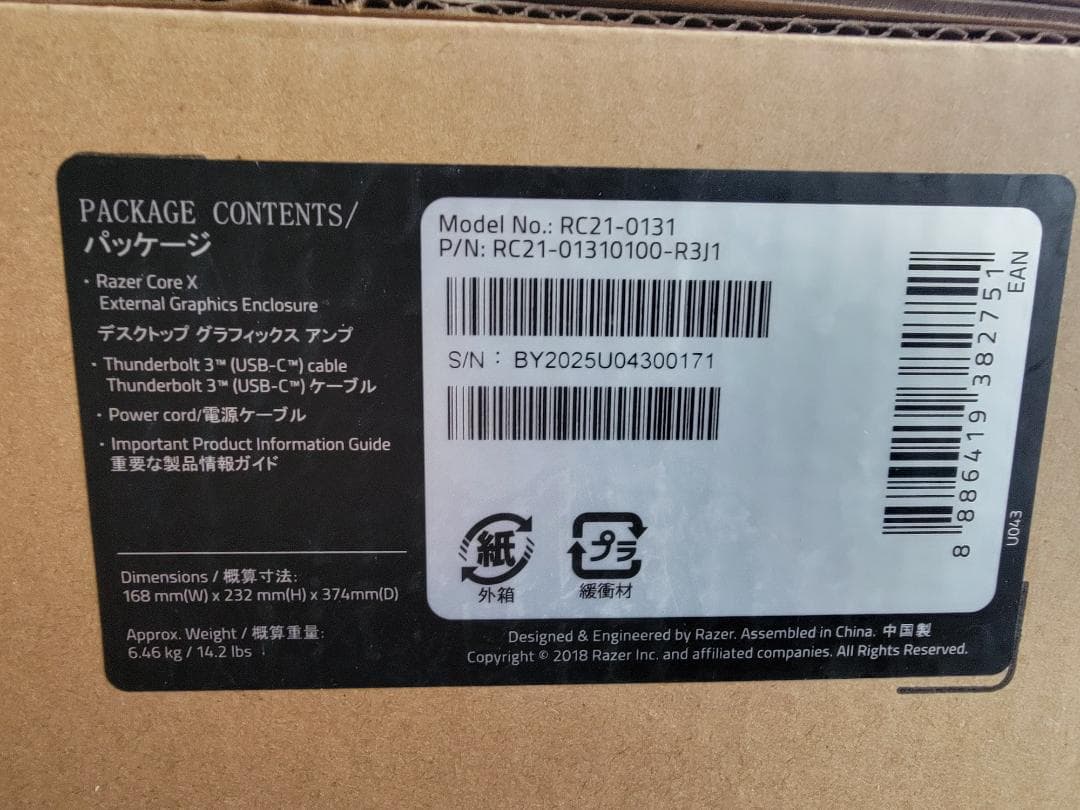 PACKAGE CONTENTS/
パッケージ
· Razer Core X
External Graphics Enclosure
デスクトップ グラフィックス アンプ
· Thunderbolt 3™ (USB-C™) cable
Thunderbolt 3™ (USB-C™) ケーブル
· Power cord/電源ケーブル
· Important Product Information Guide
重要な製品情報ガイド
Dimensions / 概算寸法:
168 mm(W) x 232 mm(H) x 374mm(D)
Approx. Weight / 概算重量:
6.46 kg / 14.2 lbs
Model No.: RC21-0131
P/N: RC21-01310100-R3J1
S/N : BY2025U04300171
紙
外箱
プラ
緩衝材
EAN
8 886419 382751
U043
Designed & Engineered by Razer. Assembled in China. 中国製
Copyright © 2018 Razer Inc. and affiliated companies. All Rights Reserved.